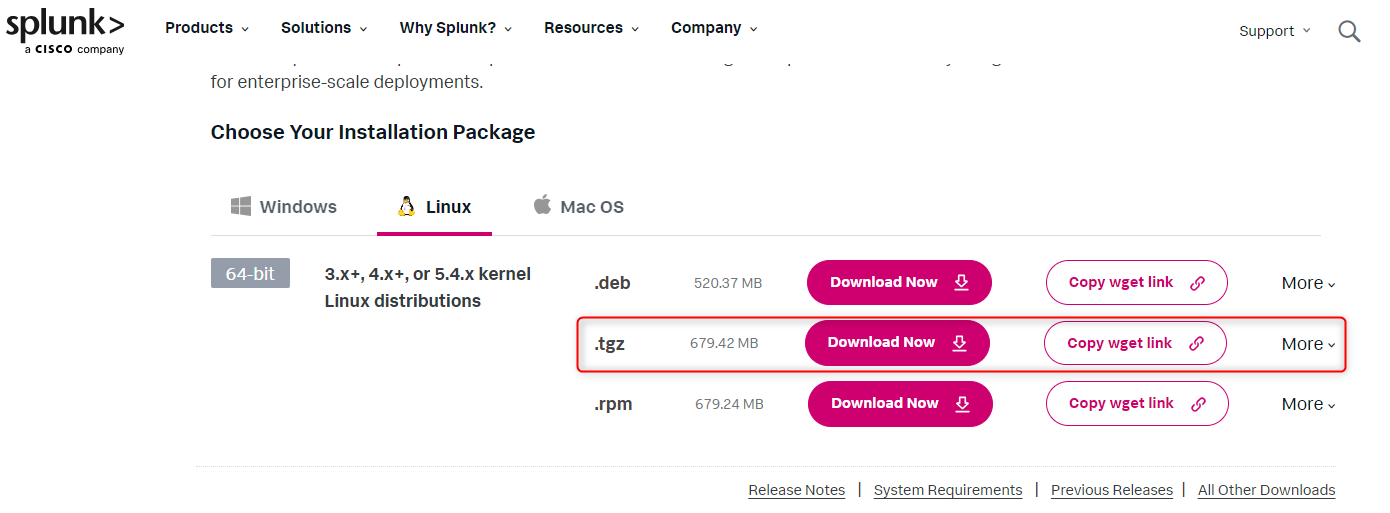 splunk>
a CISCO company
Products Solutions Why Splunk? Resources Company Support
for enterprise-scale deployments.
Choose Your Installation Package
Windows Linux Mac OS
64-bit
3.x+, 4.x+, or 5.4.x kernel
Linux distributions
.deb 520.37 MB Download Now Copy wget link More
.tgz 679.42 MB Download Now Copy wget link More
.rpm 679.24 MB Download Now Copy wget link More
Release Notes | System Requirements | Previous Releases | All Other Downloads